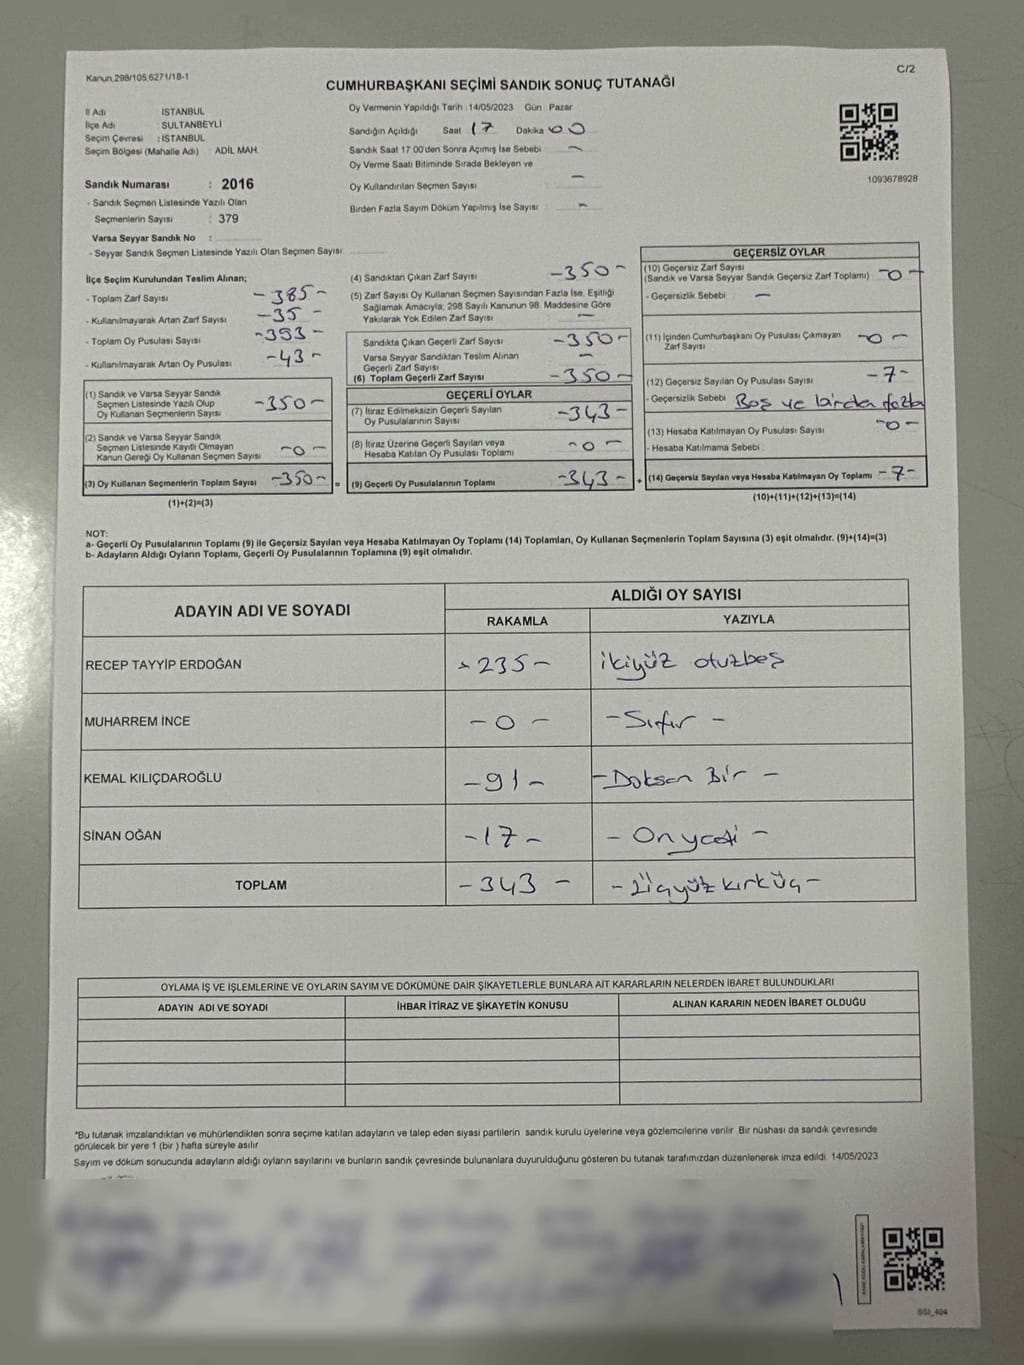 Kanun.298/105,6271/18-1
C/2
CUMHURBAŞKANI SEÇİMİ SANDIK SONUÇ TUTANAĞI
İl Adı İSTANBUL
İlçe Adı : SULTANBEYLİ
Seçim Çevresi : İSTANBUL
Seçim Bölgesi (Mahalle Adı) : ADİL MAH.
Oy Vermenin Yapıldığı Tarih : 14/05/2023 Gün : Pazar
Sandığın Açıldığı Saat 17 Dakika 00
Sandık Saat 17 00'den Sonra Açımış İse Sebebi –
Oy Verme Saati Bitiminde Sırada Bekleyen ve
Oy Kullandırılan Seçmen Sayısı –
Birden Fazla Sayım Döküm Yapılmış İse Sayısı –
1093678928
Sandık Numarası : 2016
- Sandık Seçmen Listesinde Yazılı Olan
Seçmenlerin Sayısı : 379
Varsa Seyyar Sandık No :
- Seyyar Sandık Seçmen Listesinde Yazılı Olan Seçmen Sayısı:
İlçe Seçim Kurulundan Teslim Alınan;
- Toplam Zarf Sayısı – 385 –
- Kullanılmayarak Artan Zarf Sayısı – 35 –
- Toplam Oy Pusulası Sayısı – 393 –
- Kullanılmayarak Artan Oy Pusulası – 43 –
(1) Sandık ve Varsa Seyyar Sandık
Seçmen Listesinde Yazılı Olup
Oy Kullanan Seçmenlerin Sayısı – 350 –
(2) Sandık ve Varsa Seyyar Sandık
Seçmen Listesinde Kayıtlı Olmayan
Kanun Gereği Oy Kullanan Seçmen Sayısı – 0 –
(3) Oy Kullanan Seçmenlerin Toplam Sayısı – 350 – =
(1)+(2)=(3)
(4) Sandıktan Çıkan Zarf Sayısı – 350 –
(5) Zarf Sayısı Oy Kullanan Seçmen Sayısından Fazla İse, Eşitliği
Sağlamak Amacıyla; 298 Sayılı Kanunun 98. Maddesine Göre
Yakılarak Yok Edilen Zarf Sayısı –
Sandıkta Çıkan Geçerli Zarf Sayısı – 350 –
Varsa Seyyar Sandıktan Teslim Alınan
Geçerli Zarf Sayısı –
(6) Toplam Geçerli Zarf Sayısı – 350 –
GEÇERLİ OYLAR
(7) İtiraz Edilmeksizin Geçerli Sayılan
Oy Pusulalarının Sayısı – 343 –
(8) İtiraz Üzerine Geçerli Sayılan veya
Hesaba Katılan Oy Pusulası Toplamı – 0 –
(9) Geçerli Oy Pusulalarının Toplamı – 343 – +
GEÇERSİZ OYLAR
(10) Geçersiz Zarf Sayısı
(Sandık ve Varsa Seyyar Sandık Geçersiz Zarf Toplamı) – 0 –
- Geçersizlik Sebebi –
(11) İçinden Cumhurbaşkanı Oy Pusulası Çıkmayan
Zarf Sayısı – 0 –
(12) Geçersiz Sayılan Oy Pusulası Sayısı – 7 –
- Geçersizlik Sebebi Boş ve birden fazla
(13) Hesaba Katılmayan Oy Pusulası Sayısı – 0 –
- Hesaba Katılmama Sebebi
(14) Geçersiz Sayılan veya Hesaba Katılmayan Oy Toplamı – 7 –
(10)+(11)+(12)+(13)=(14)
NOT:
a- Geçerli Oy Pusulalarının Toplamı (9) ile Geçersiz Sayılan veya Hesaba Katılmayan Oy Toplamı (14) Toplamları, Oy Kullanan Seçmenlerin Toplam Sayısına (3) eşit olmalıdır. (9)+(14)=(3)
b- Adayların Aldığı Oyların Toplamı, Geçerli Oy Pusulalarının Toplamına (9) eşit olmalıdır.
ADAYIN ADI VE SOYADI ALDIĞI OY SAYISI
RAKAMLA YAZIYLA
RECEP TAYYİP ERDOĞAN – 235 – ikiyüz otuzbeş
MUHARREM İNCE – 0 – – Sıfır –
KEMAL KILIÇDAROĞLU – 91 – – Doksan Bir –
SİNAN OĞAN – 17 – – On yedi –
TOPLAM – 343 – – Üçyüz kırküç –
OYLAMA İŞ VE İŞLEMLERİNE VE OYLARIN SAYIM VE DÖKÜMÜNE DAİR ŞİKAYETLERLE BUNLARA AİT KARARLARIN NELERDEN İBARET BULUNDUKLARI
ADAYIN ADI VE SOYADI İHBAR İTİRAZ VE ŞİKAYETİN KONUSU ALINAN KARARIN NEDEN İBARET OLDUĞU
*Bu tutanak imzalandıktan ve mühürlendikten sonra seçime katılan adayların ve talep eden siyasi partilerin sandık kurulu üyelerine veya gözlemcilerine verilir. Bir nüshası da sandık çevresinde
görülecek bir yere 1 (bir ) hafta süreyle asılır
Sayım ve döküm sonucunda adayların aldığı oyların sayılarını ve bunların sandık çevresinde bulunanlara duyurulduğunu gösteren bu tutanak tarafımızdan düzenlenerek imza edildi. 14/05/2023
SSI_404